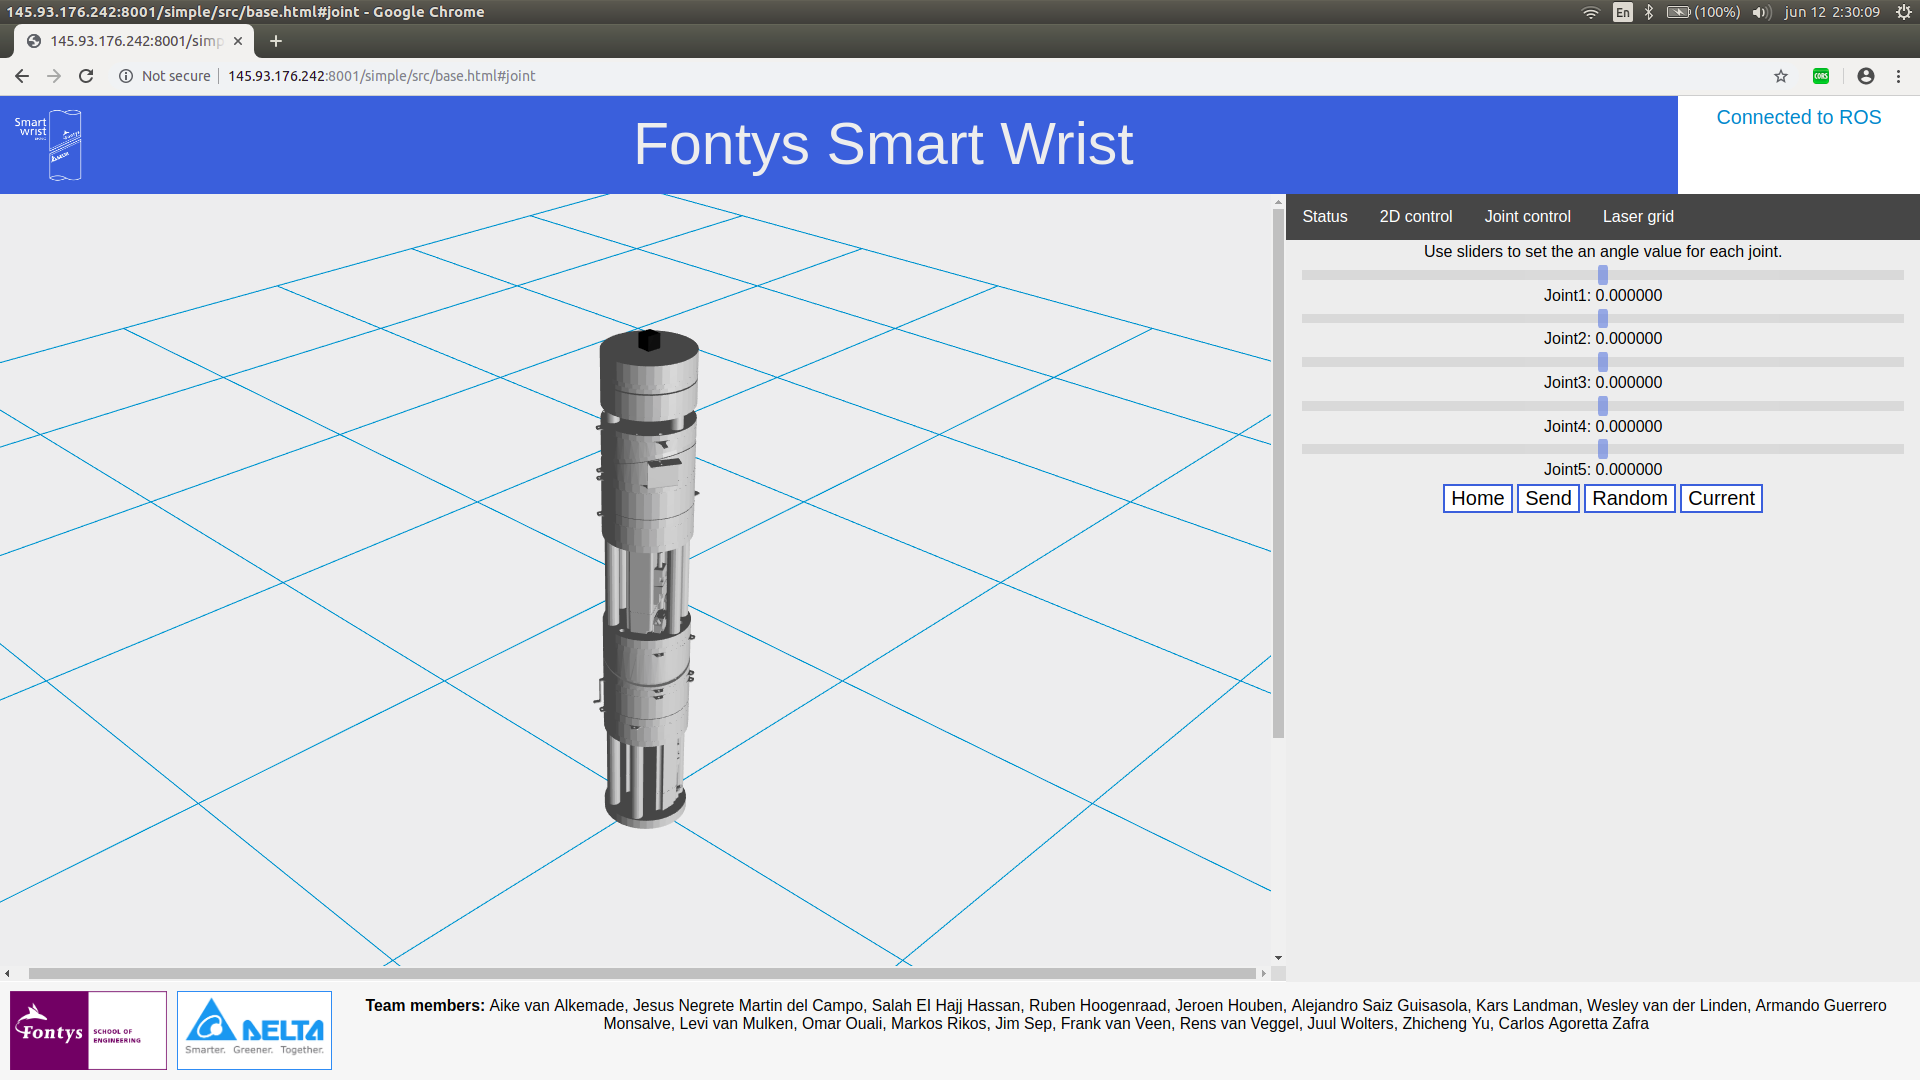 145.93.176.242:8001/simple/src/base.html#joint - Google Chrome
En (100%) jun 12 2:30:09
145.93.176.242:8001/simp
Not secure 145.93.176.242:8001/simple/src/base.html#joint
CORS
Smart
wrist
Fontys Smart Wrist
Connected to ROS
Status 2D control Joint control Laser grid
Use sliders to set the an angle value for each joint.
Joint1: 0.000000
Joint2: 0.000000
Joint3: 0.000000
Joint4: 0.000000
Joint5: 0.000000
Home Send Random Current
Fontys SCHOOL OF
ENGINEERING
DELTA
Smarter. Greener. Together.
Team members: Aike van Alkemade, Jesus Negrete Martin del Campo, Salah El Hajj Hassan, Ruben Hoogenraad, Jeroen Houben, Alejandro Saiz Guisasola, Kars Landman, Wesley van der Linden, Armando Guerrero
Monsalve, Levi van Mulken, Omar Ouali, Markos Rikos, Jim Sep, Frank van Veen, Rens van Veggel, Juul Wolters, Zhicheng Yu, Carlos Agoretta Zafra